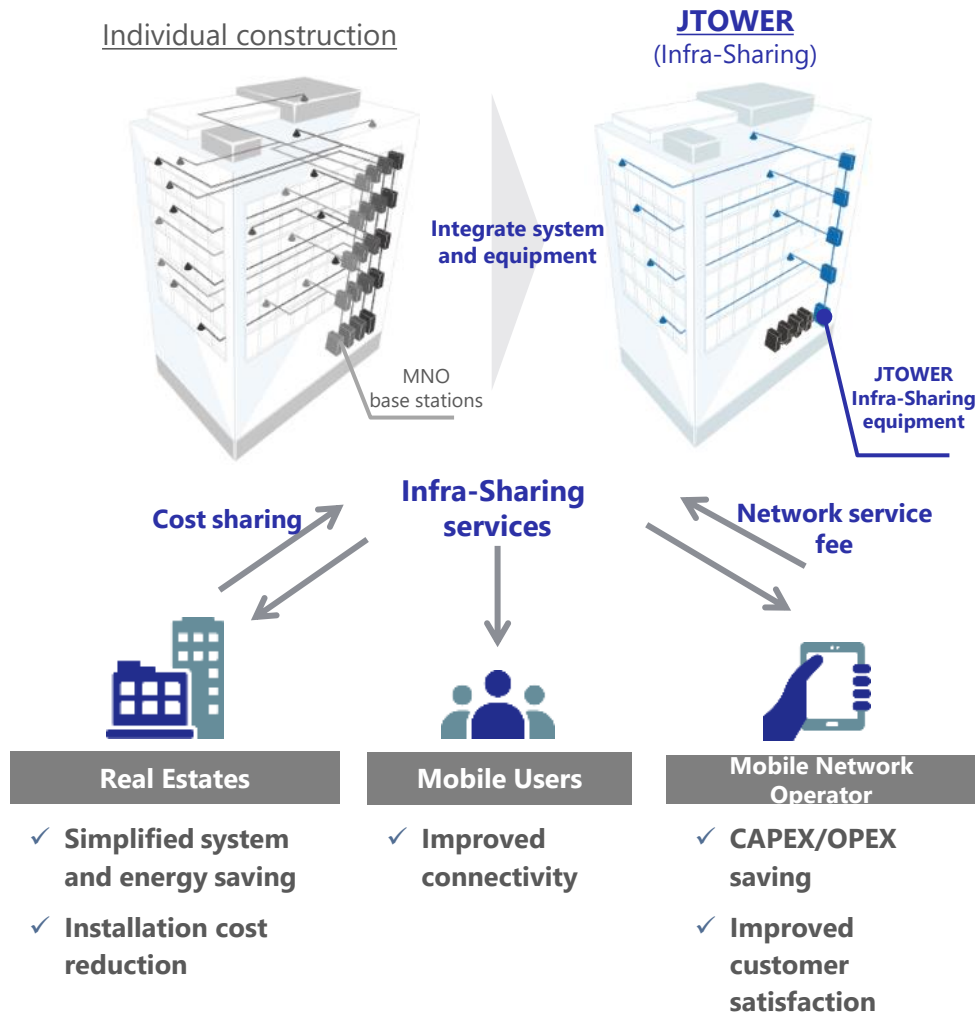 Individual construction
JTOWER
(Infra-Sharing)
Integrate system
and equipment
MNO
base stations
JTOWER
Infra-Sharing
equipment
Cost sharing
Infra-Sharing
services
Network service
fee
Real Estates
Mobile Users
Mobile Network
Operator
✓ Simplified system
and energy saving
✓ Installation cost
reduction
✓ Improved
connectivity
✓ CAPEX/OPEX
saving
✓ Improved
customer
satisfaction